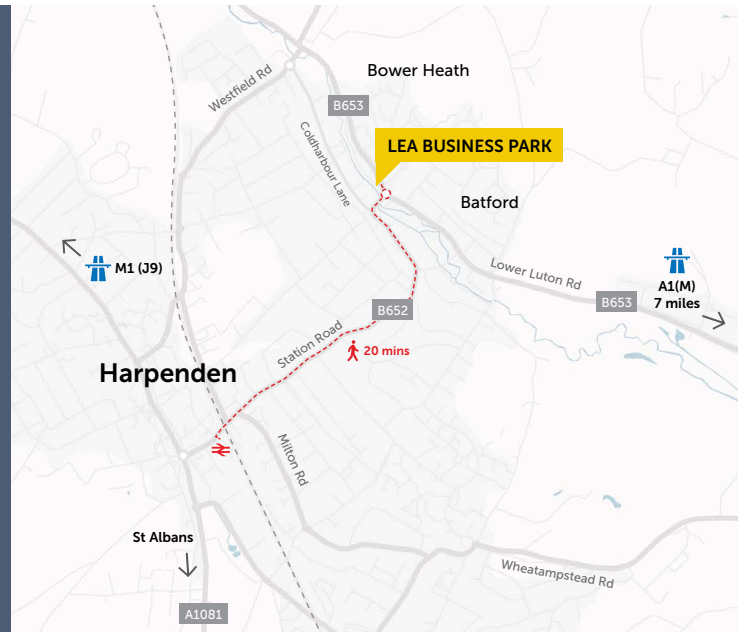 Bower Heath
Westfield Rd
B653
Coldharbour Lane
LEA BUSINESS PARK
Batford
M1 (J9)
Lower Luton Rd
A1(M)
7 miles
B653
B652
Station Road
20 mins
Harpenden
Milton Rd
St Albans
Wheatampstead Rd
A1081